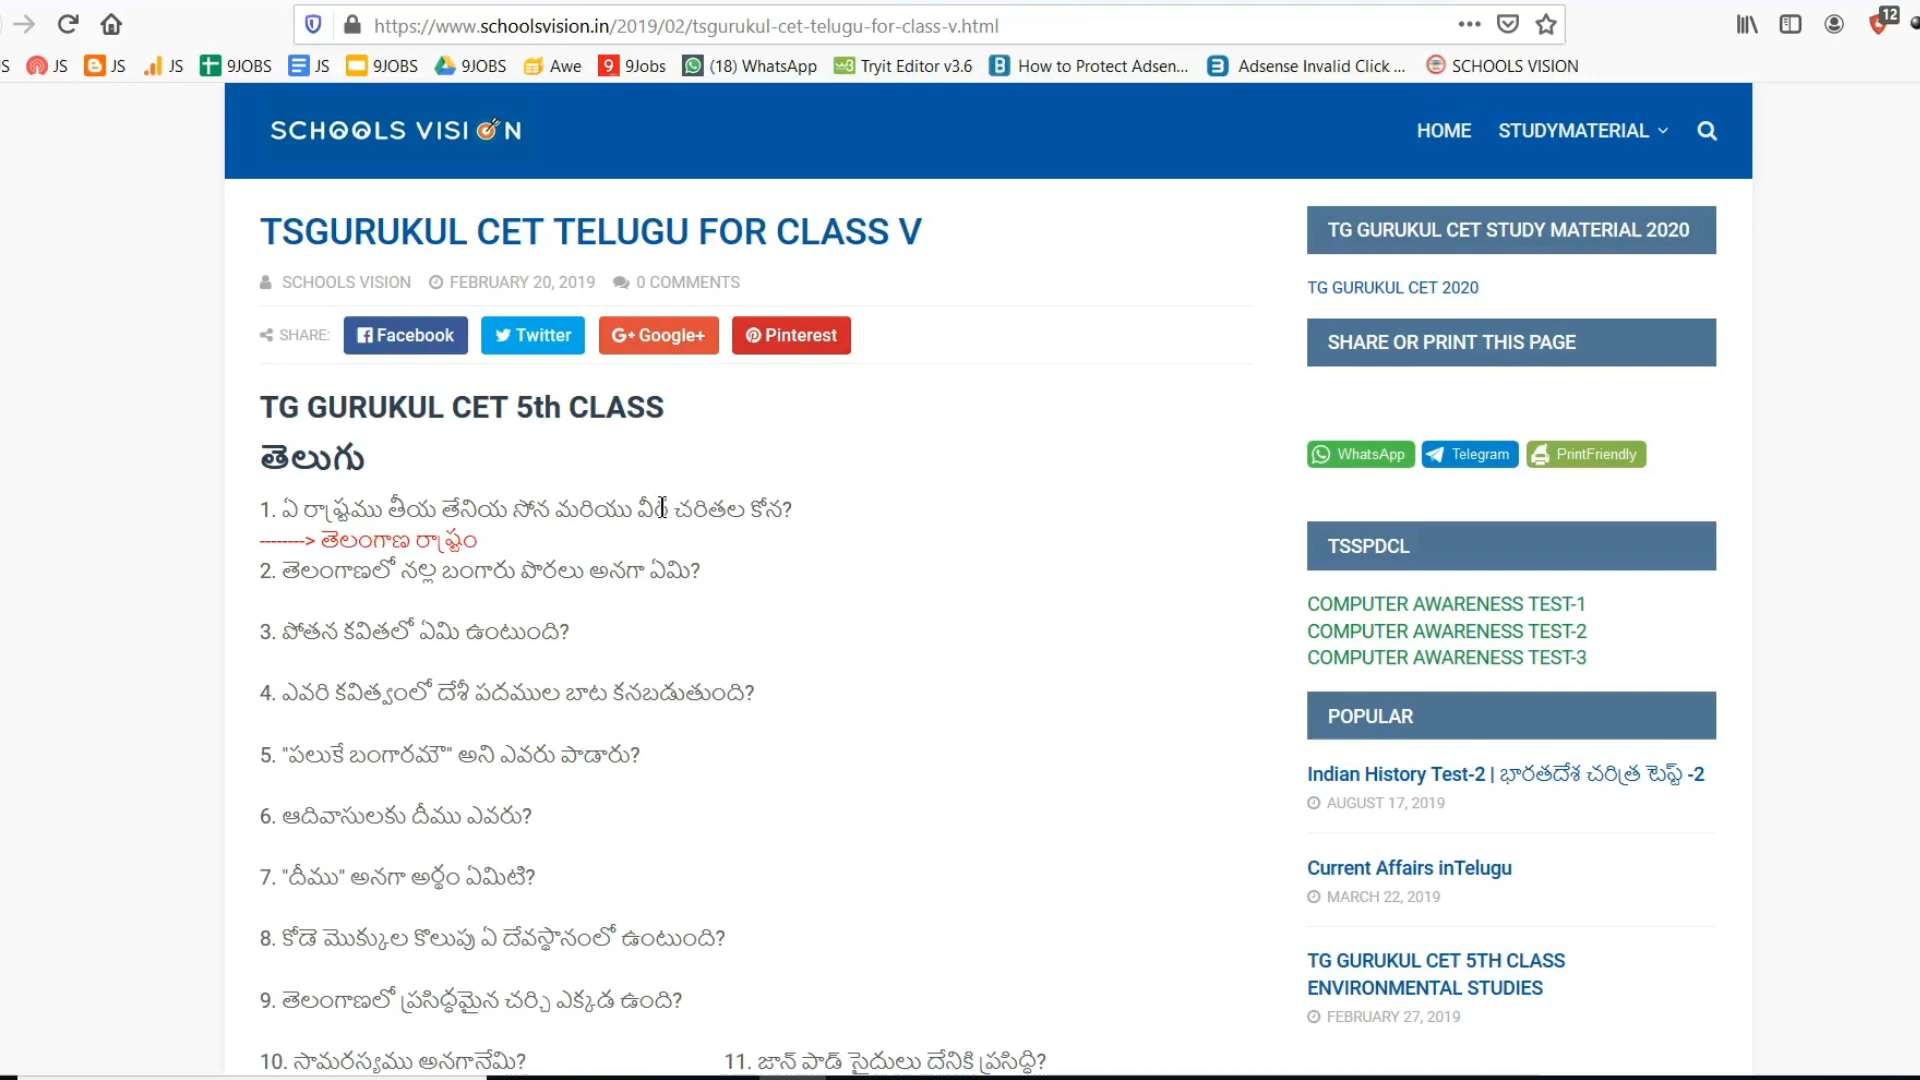 https://www.schoolsvision.in/2019/02/tsgurukul-cet-telugu-for-class-v.html
12
S JS JS JS 9JOBS JS 9JOBS 9JOBS Awe 9Jobs (18) WhatsApp Tryit Editor v3.6 How to Protect Adsen... Adsense Invalid Click ... SCHOOLS VISION
SCHOOLS VISION
HOME STUDYMATERIAL
TSGURUKUL CET TELUGU FOR CLASS V
SCHOOLS VISION FEBRUARY 20, 2019 0 COMMENTS
SHARE: Facebook Twitter G+ Google+ Pinterest
TG GURUKUL CET 5th CLASS
తెలుగు
1. ఏ రాష్ట్రము తీయ తేనియ సోన మరియు వీర చరితల కోన?
--------> తెలంగాణ రాష్ట్రం
2. తెలంగాణలో నల్ల బంగారు పొరలు అనగా ఏమి?
3. పోతన కవితలో ఏమి ఉంటుంది?
4. ఎవరి కవిత్వంలో దేశీ పదముల బాట కనబడుతుంది?
5. "పలుకే బంగారమౌ" అని ఎవరు పాడారు?
6. ఆదివాసులకు దీము ఎవరు?
7. "దీము" అనగా అర్థం ఏమిటి?
8. కోడె మొక్కుల కొలుపు ఏ దేవస్థానంలో ఉంటుంది?
9. తెలంగాణలో ప్రసిద్ధమైన చర్చి ఎక్కడ ఉంది?
10. సామరస్యము అనగానేమి? 11. జాన్ పాడ్ సైదులు దేనికి ప్రసిద్ధి?
TG GURUKUL CET STUDY MATERIAL 2020
TG GURUKUL CET 2020
SHARE OR PRINT THIS PAGE
WhatsApp Telegram PrintFriendly
TSSPDCL
COMPUTER AWARENESS TEST-1
COMPUTER AWARENESS TEST-2
COMPUTER AWARENESS TEST-3
POPULAR
Indian History Test-2 | భారతదేశ చరిత్ర టెస్ట్ -2
AUGUST 17, 2019
Current Affairs inTelugu
MARCH 22, 2019
TG GURUKUL CET 5TH CLASS
ENVIRONMENTAL STUDIES
FEBRUARY 27, 2019